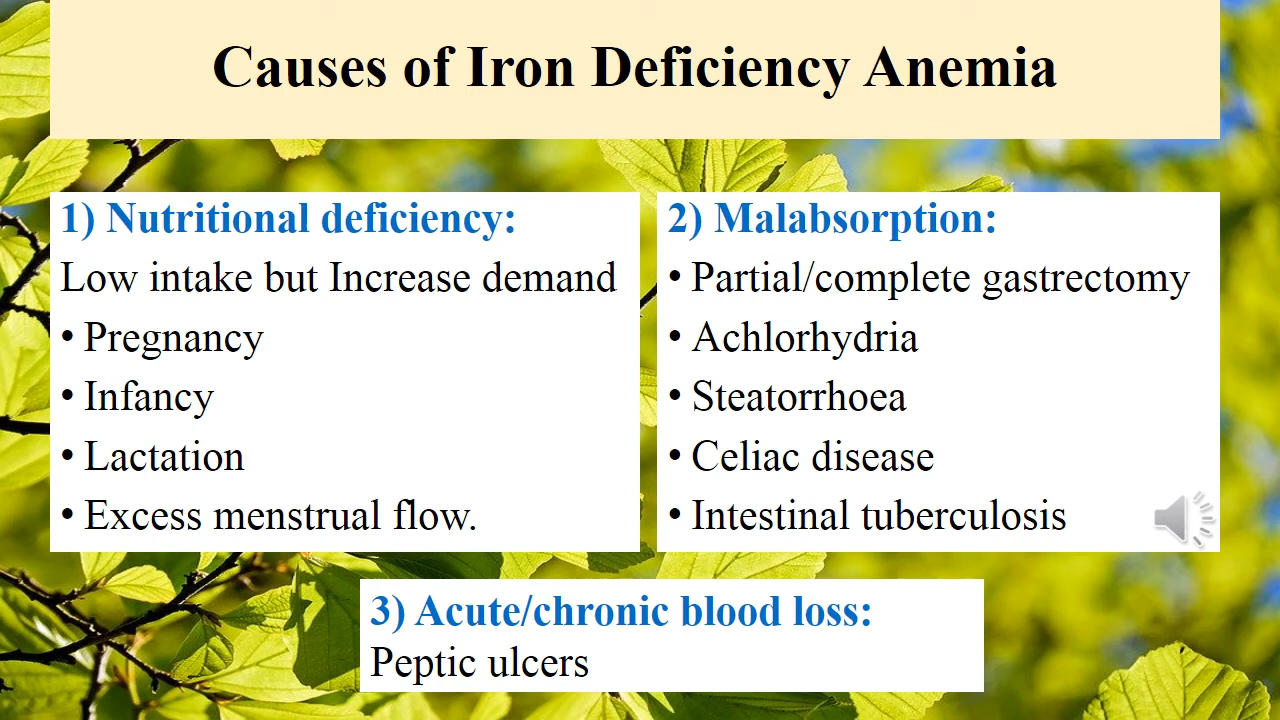 Causes of Iron Deficiency Anemia
1) Nutritional deficiency:
Low intake but Increase demand
• Pregnancy
• Infancy
• Lactation
• Excess menstrual flow.
2) Malabsorption:
• Partial/complete gastrectomy
• Achlorhydria
• Steatorrhoea
• Celiac disease
• Intestinal tuberculosis
3) Acute/chronic blood loss:
Peptic ulcers